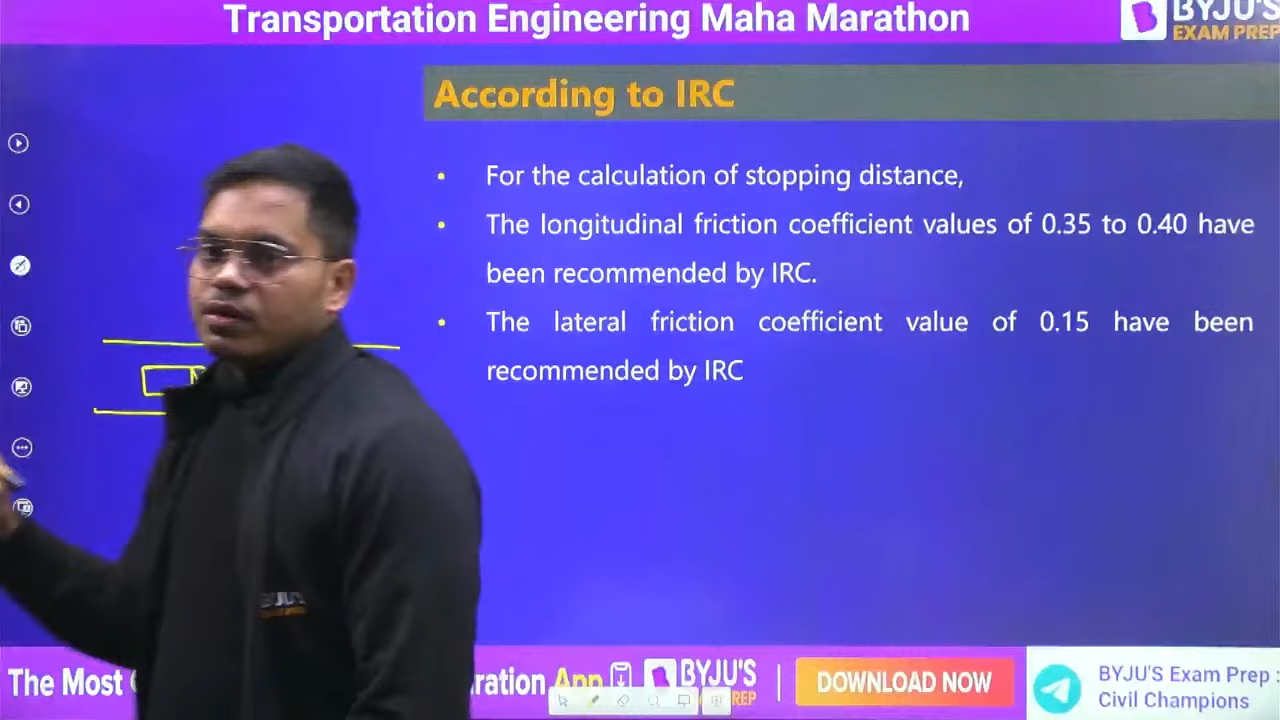 Transportation Engineering Maha Marathon
BYJU'S
EXAM PREP
According to IRC
• For the calculation of stopping distance,
• The longitudinal friction coefficient values of 0.35 to 0.40 have
been recommended by IRC.
• The lateral friction coefficient value of 0.15 have been
recommended by IRC
The Most
App
BYJU'S
DOWNLOAD NOW
BYJU'S Exam Prep :
Civil Champions